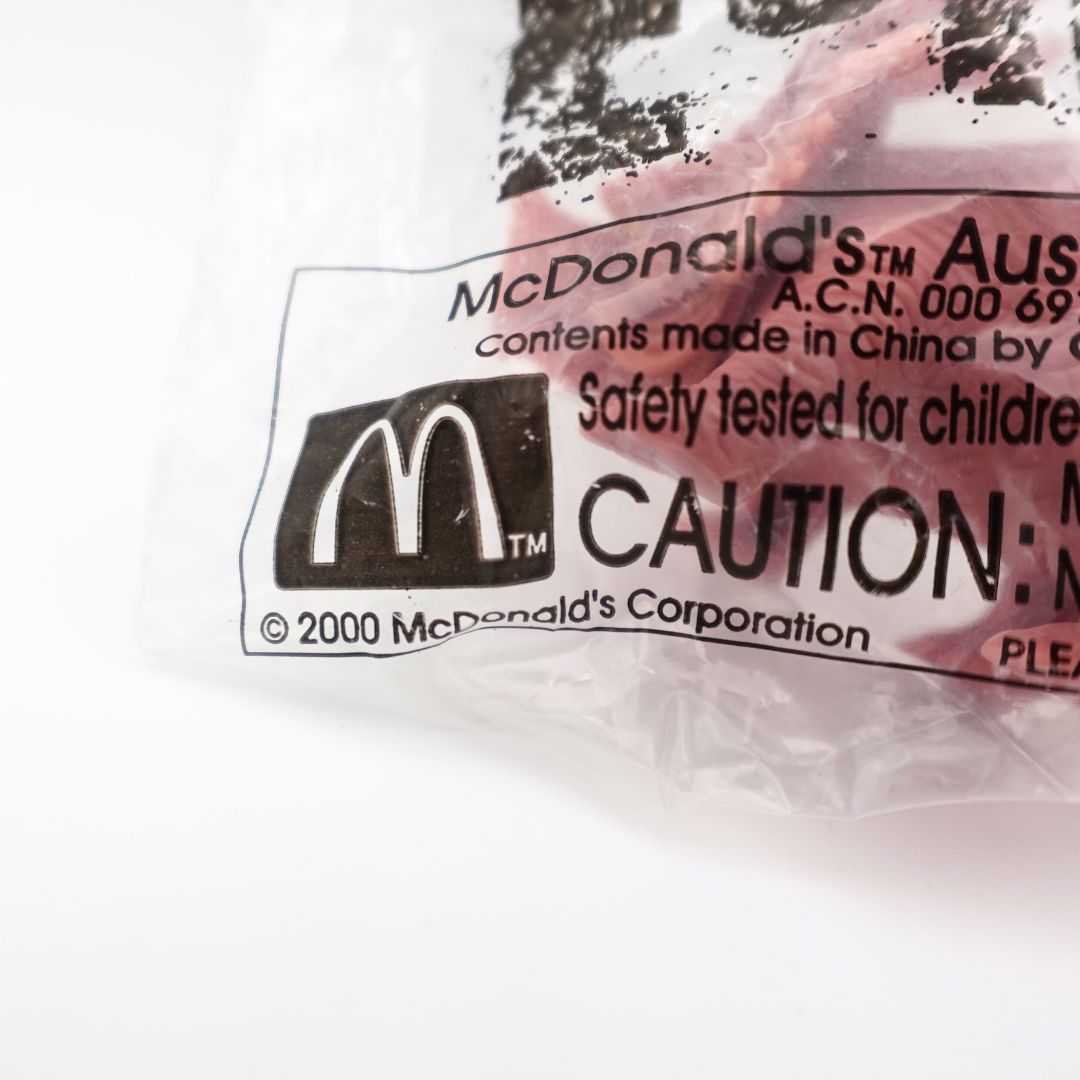 McDonald's™ Aus
A.C.N. 000 69
contents made in China by
Safety tested for childre
CAUTION:
TM
© 2000 McDonald's Corporation
PLEA